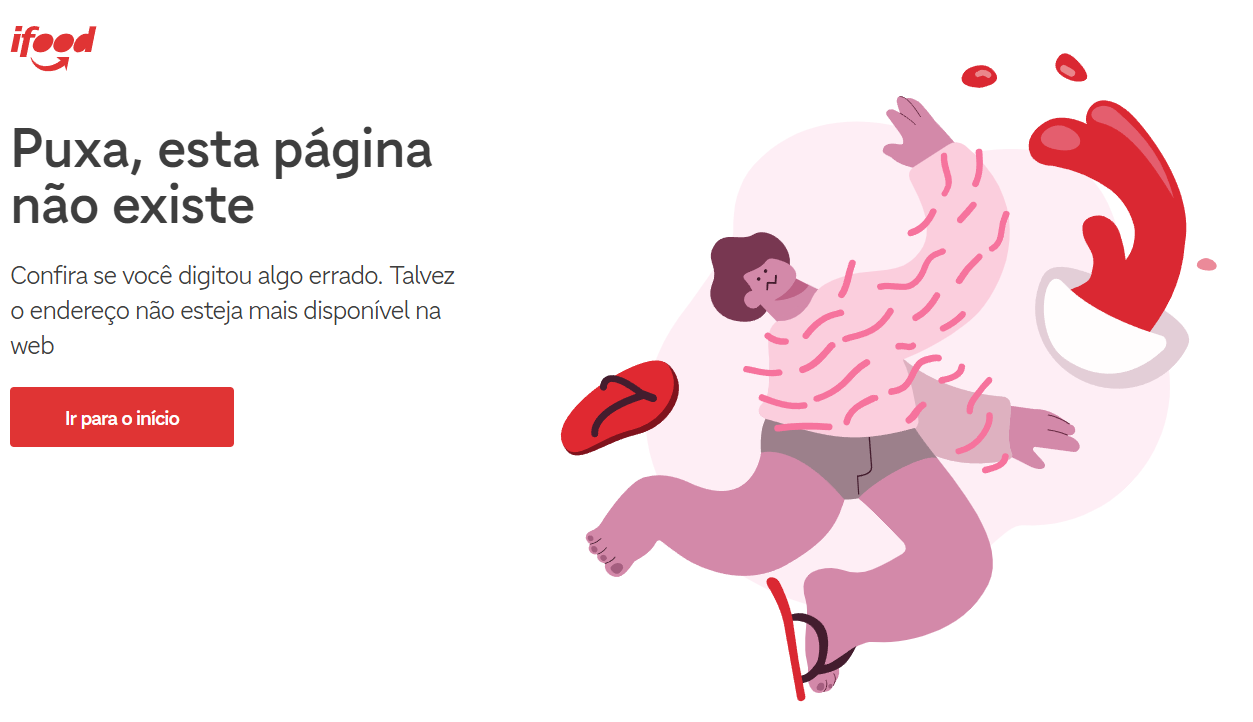 ifood
Puxa, esta página
não existe
Confira se você digitou algo errado. Talvez
o endereço não esteja mais disponível na
web
Ir para o início